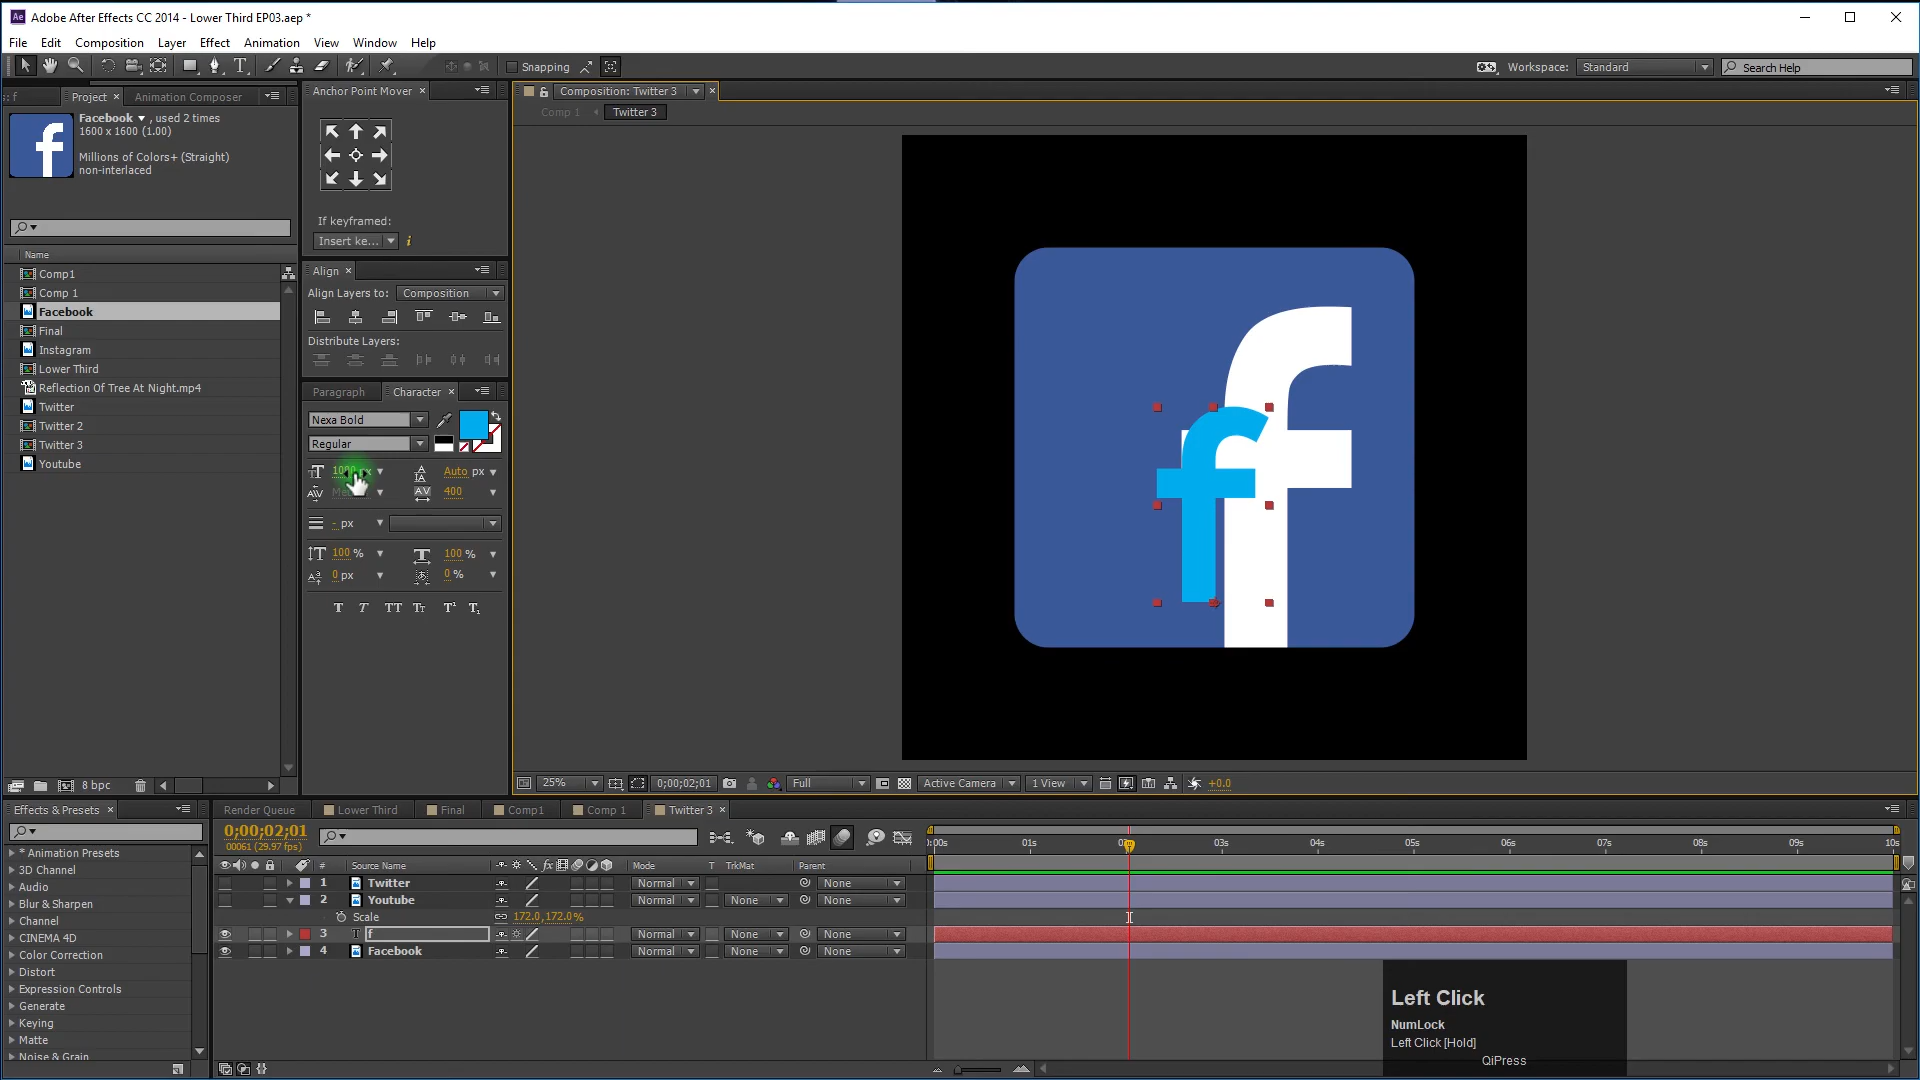 Adobe After Effects CC 2014 - Lower Third EP03.aep *
File Edit Composition Layer Effect Animation View Window Help
Snapping
Workspace: Standard
Search Help
: f Project × Animation Composer
Facebook ▼ , used 2 times
1600 x 1600 (1.00)
Millions of Colors+ (Straight)
non-interlaced
Name
Comp1
Comp 1
Facebook
Final
Instagram
Lower Third
Reflection Of Tree At Night.mp4
Twitter
Twitter 2
Twitter 3
Youtube
8 bpc
Anchor Point Mover ×
If keyframed:
Insert ke...
Align ×
Align Layers to: Composition
Distribute Layers:
Paragraph Character ×
Nexa Bold
Regular
Auto px
400
- px
100 % 100 %
0 px 0 %
Composition: Twitter 3
Comp 1 Twitter 3
f
f
25% 0;00;02;01 Full Active Camera 1 View +0.0
Effects & Presets ×
* Animation Presets
3D Channel
Audio
Blur & Sharpen
Channel
CINEMA 4D
Color Correction
Distort
Expression Controls
Generate
Keying
Matte
Noise & Grain
Render Queue Lower Third Final Comp1 Comp 1 Twitter 3 ×
0;00;02;01
00061 (29.97 fps)
# Source Name Mode T TrkMat Parent
1 Twitter Normal None
2 Youtube Normal None None
Scale 172.0,172.0%
3 f Normal None None
4 Facebook Normal None None
01s 03s 04s 05s 06s 07s 08s 09s 10s
Left Click
NumLock
Left Click [Hold]
QiPress